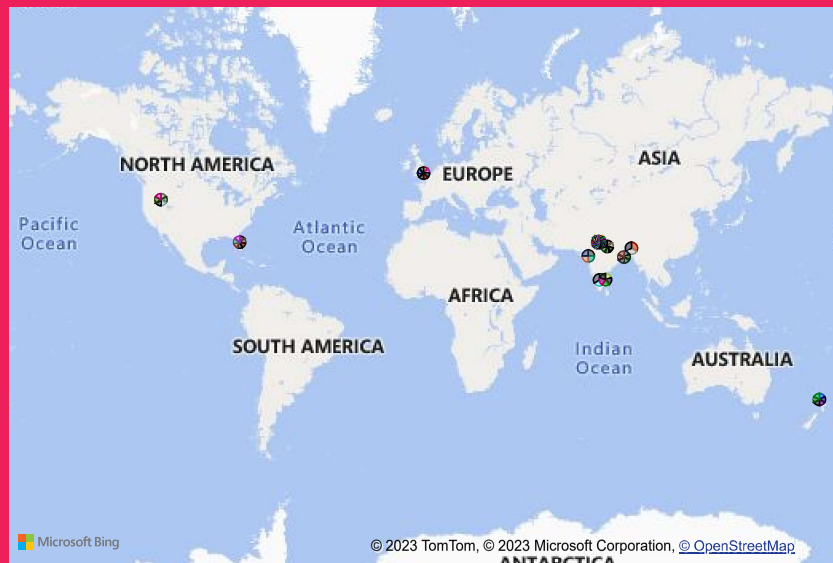 NORTH AMERICA
ASIA
EUROPE
Pacific
Ocean
Atlantic
Ocean
AFRICA
SOUTH AMERICA
Indian
Ocean
AUSTRALIA
Microsoft Bing
© 2023 TomTom, © 2023 Microsoft Corporation, © OpenStreetMap
ANTARCTICA